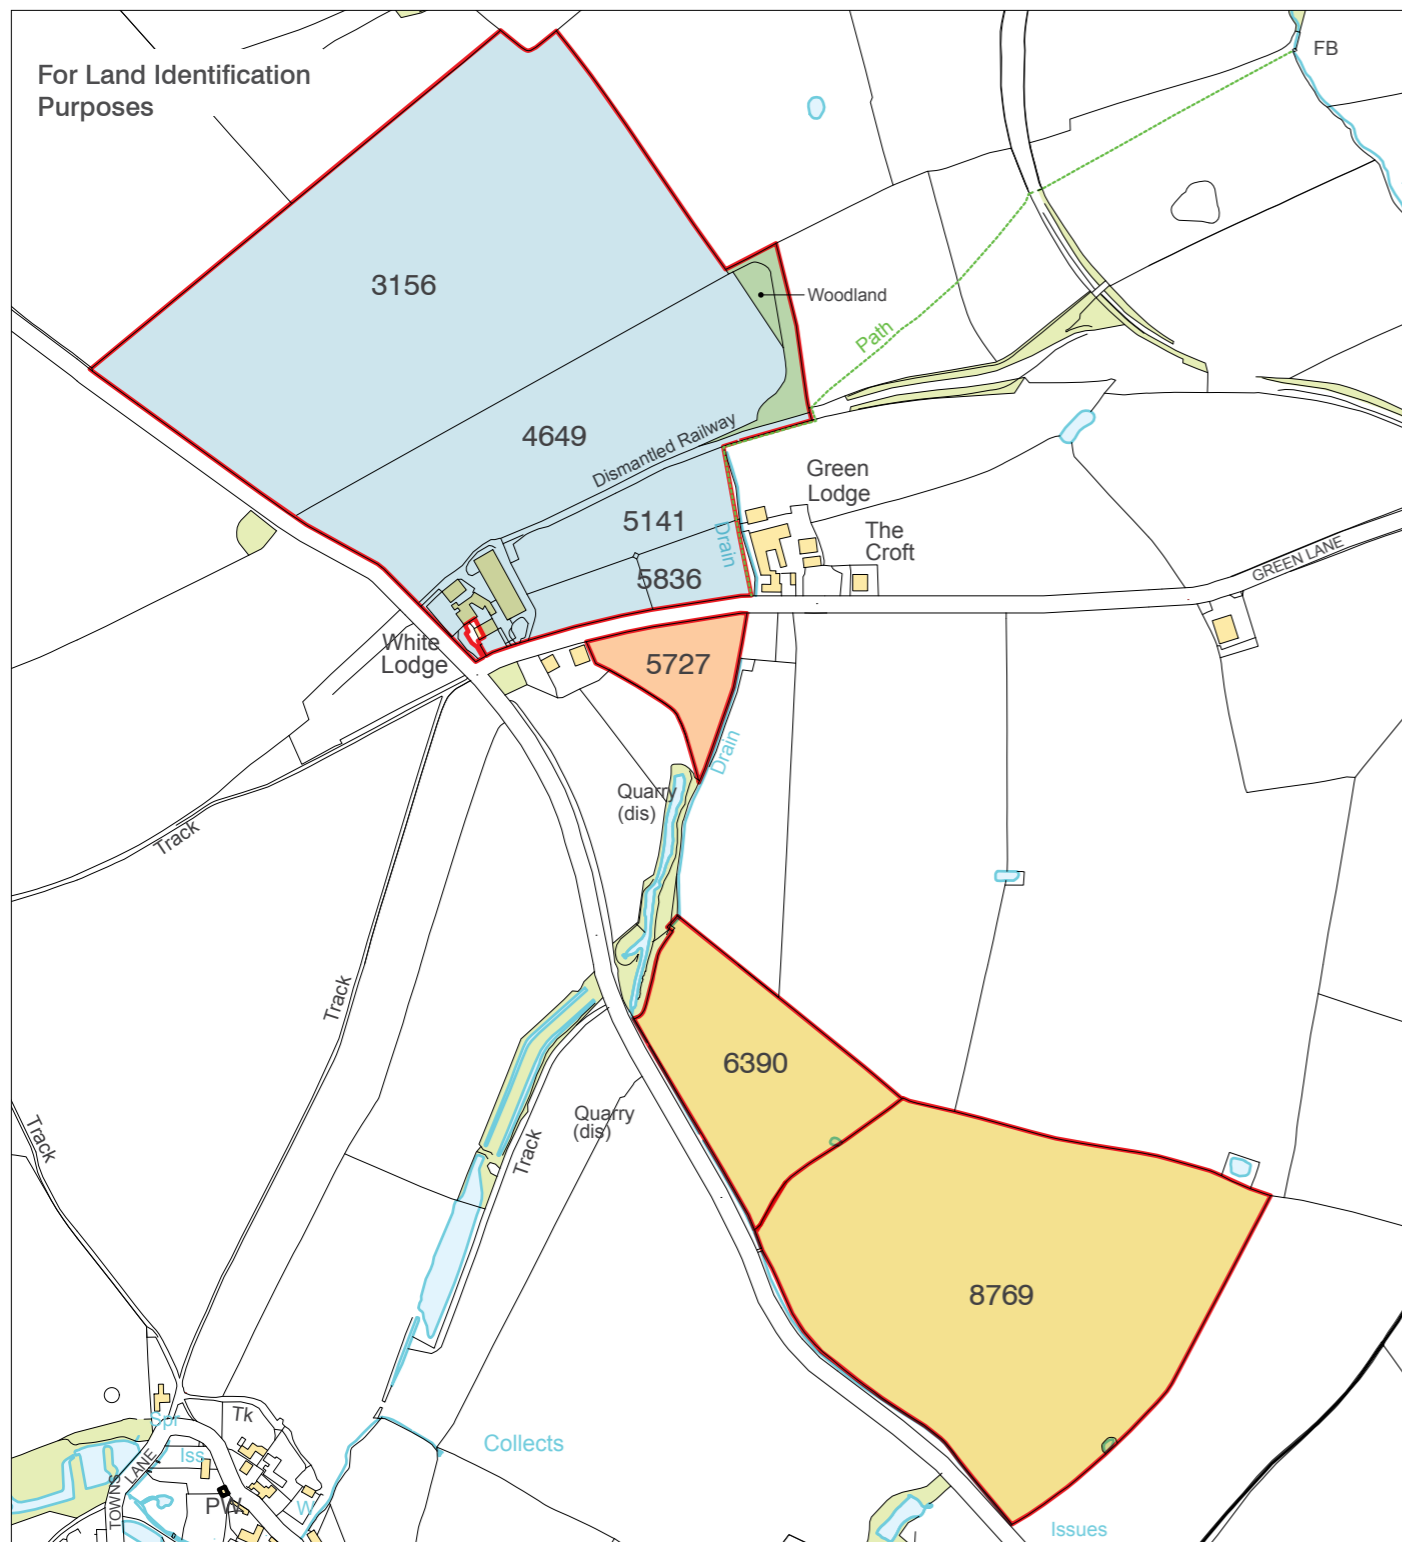 For Land Identification
Purposes
FB
3156
Woodland
Path
4649
Dismantled Railway
Green
Lodge
5141
The
Croft
Drain
GREEN LANE
5836
White
Lodge
5727
Drain
Quarry
(dis)
Track
Track
6390
Quarry
(dis)
Track
Track
8769
Tk
Spr
Iss
Collects
TOWNS LANE
PW
W
Issues